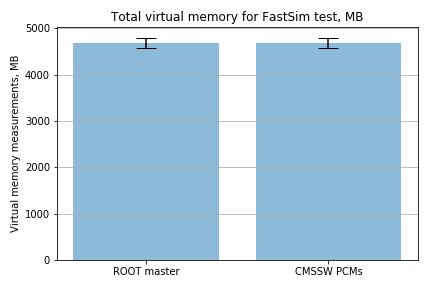 Total virtual memory for FastSim test, MB
Virtual memory measurements, MB
5000
4000
3000
2000
1000
0
ROOT master
CMSSW PCMs